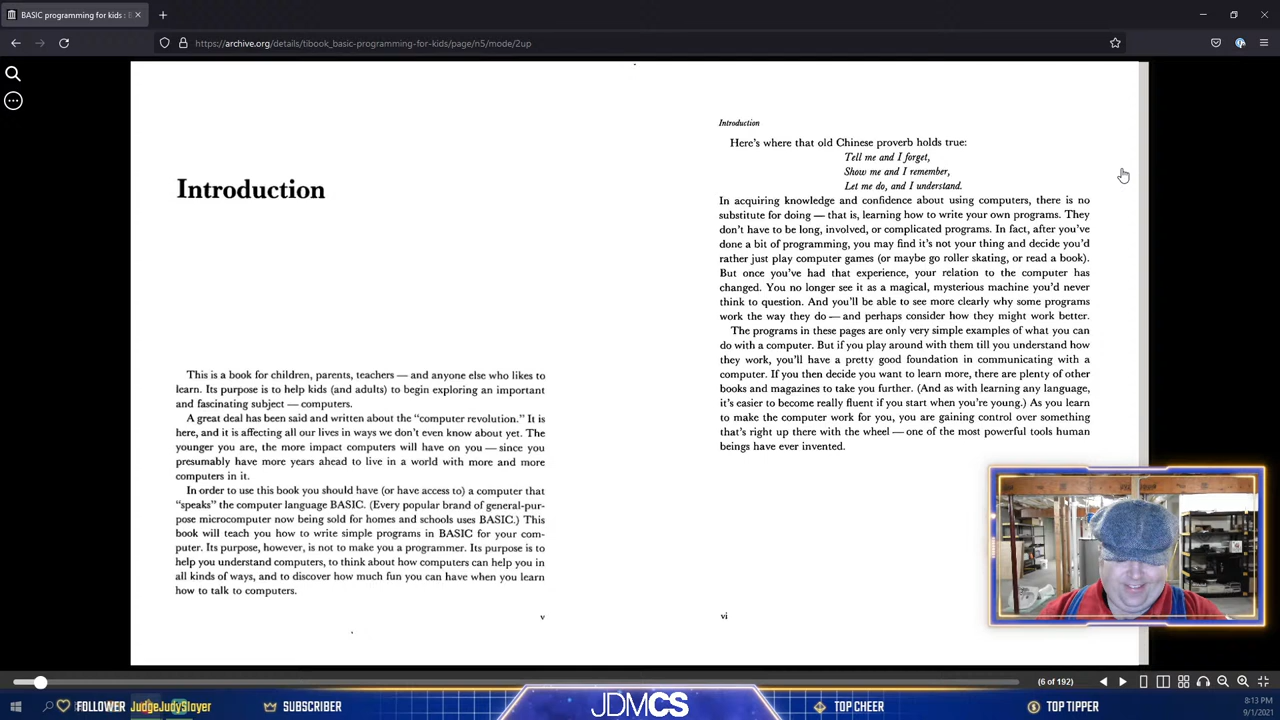 BASIC programming for kids : B
https://archive.org/details/tibook_basic-programming-for-kids/page/n5/mode/2up
Introduction
This is a book for children, parents, teachers — and anyone else who likes to
learn. Its purpose is to help kids (and adults) to begin exploring an important
and fascinating subject — computers.
A great deal has been said and written about the "computer revolution." It is
here, and it is affecting all our lives in ways we don't even know about yet. The
younger you are, the more impact computers will have on you — since you
presumably have more years ahead to live in a world with more and more
computers in it.
In order to use this book you should have (or have access to) a computer that
"speaks" the computer language BASIC. (Every popular brand of general-pur-
pose microcomputer now being sold for homes and schools uses BASIC.) This
book will teach you how to write simple programs in BASIC for your com-
puter. Its purpose, however, is not to make you a programmer. Its purpose is to
help you understand computers, to think about how computers can help you in
all kinds of ways, and to discover how much fun you can have when you learn
how to talk to computers.
v
Introduction
Here's where that old Chinese proverb holds true:
Tell me and I forget,
Show me and I remember,
Let me do, and I understand.
In acquiring knowledge and confidence about using computers, there is no
substitute for doing — that is, learning how to write your own programs. They
don't have to be long, involved, or complicated programs. In fact, after you've
done a bit of programming, you may find it's not your thing and decide you'd
rather just play computer games (or maybe go roller skating, or read a book).
But once you've had that experience, your relation to the computer has
changed. You no longer see it as a magical, mysterious machine you'd never
think to question. And you'll be able to see more clearly why some programs
work the way they do — and perhaps consider how they might work better.
The programs in these pages are only very simple examples of what you can
do with a computer. But if you play around with them till you understand how
they work, you'll have a pretty good foundation in communicating with a
computer. If you then decide you want to learn more, there are plenty of other
books and magazines to take you further. (And as with learning any language,
it's easier to become really fluent if you start when you're young.) As you learn
to make the computer work for you, you are gaining control over something
that's right up there with the wheel — one of the most powerful tools human
beings have ever invented.
vi
(6 of 192)
FOLLOWER JudgeJudySlayer
SUBSCRIBER
JDMCS
TOP CHEER
TOP TIPPER
8:13 PM
9/1/2021